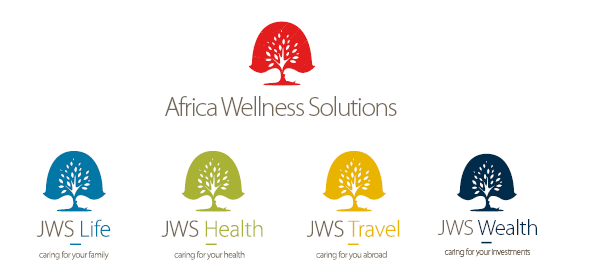 Africa Wellness Solutions
JWS Life
caring for your family
JWS Health
caring for your health
JWS Travel
caring for you abroad
JWS Wealth
caring for your investments